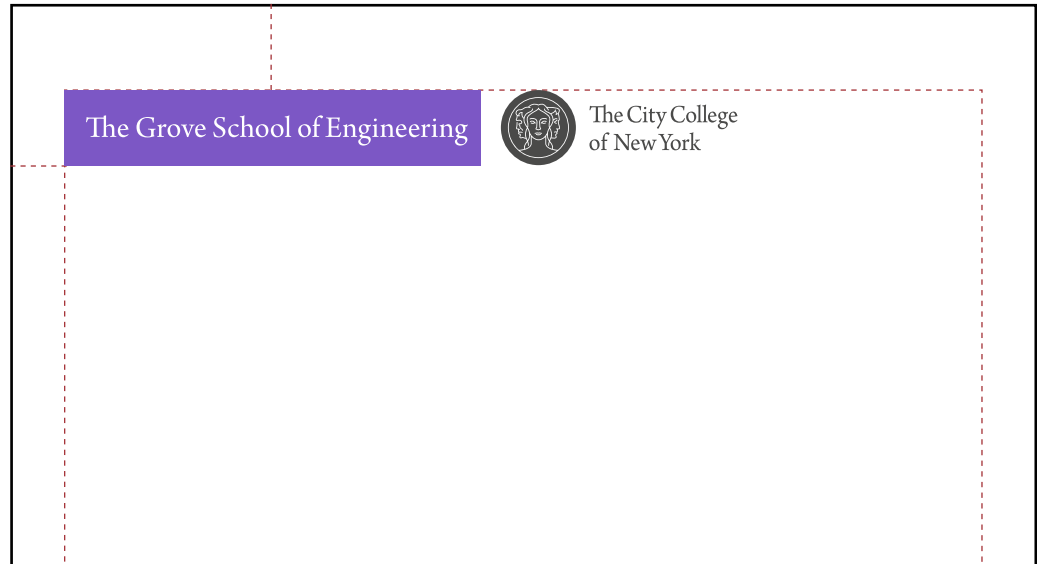 The Grove School of Engineering
The City College
of New York